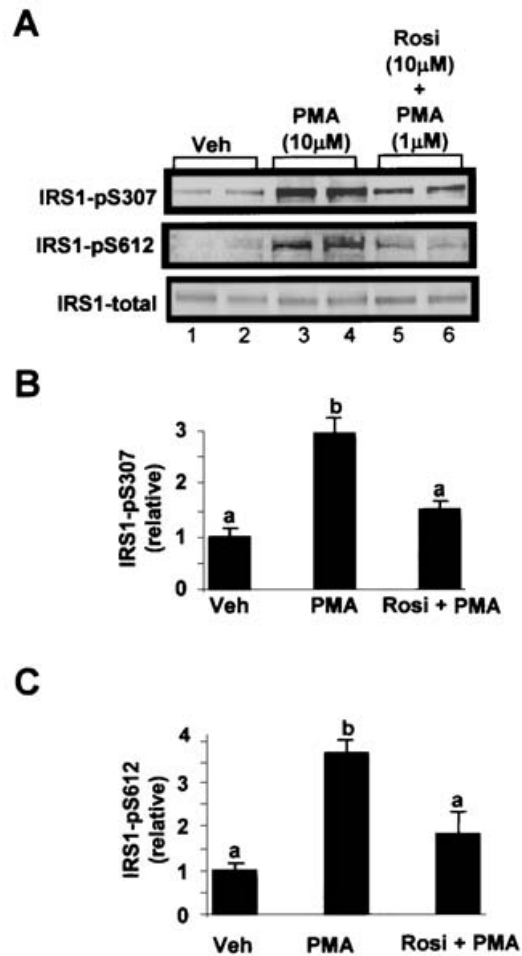 A
Rosi
(10µM)
+
PMA
(1µM)
PMA
(10µM)
Veh
IRS1-pS307
IRS1-pS612
IRS1-total
1 2 3 4 5 6
B
IRS1-pS307
(relative)
3
2
1
0
a
b
a
Veh PMA Rosi + PMA
C
IRS1-pS612
(relative)
4
3
2
1
0
a
b
a
Veh PMA Rosi + PMA